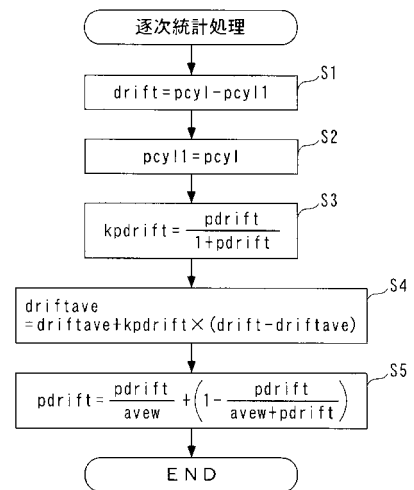 逐次統計処理
S1
drift=pcyl-pcyl1
S2
pcyl1=pcyl
S3
kpdrift= pdrift / 1+pdrift
S4
driftave
=driftave+kpdrift×(drift-driftave)
S5
pdrift= pdrift / avew +(1- pdrift / avew+pdrift )
END